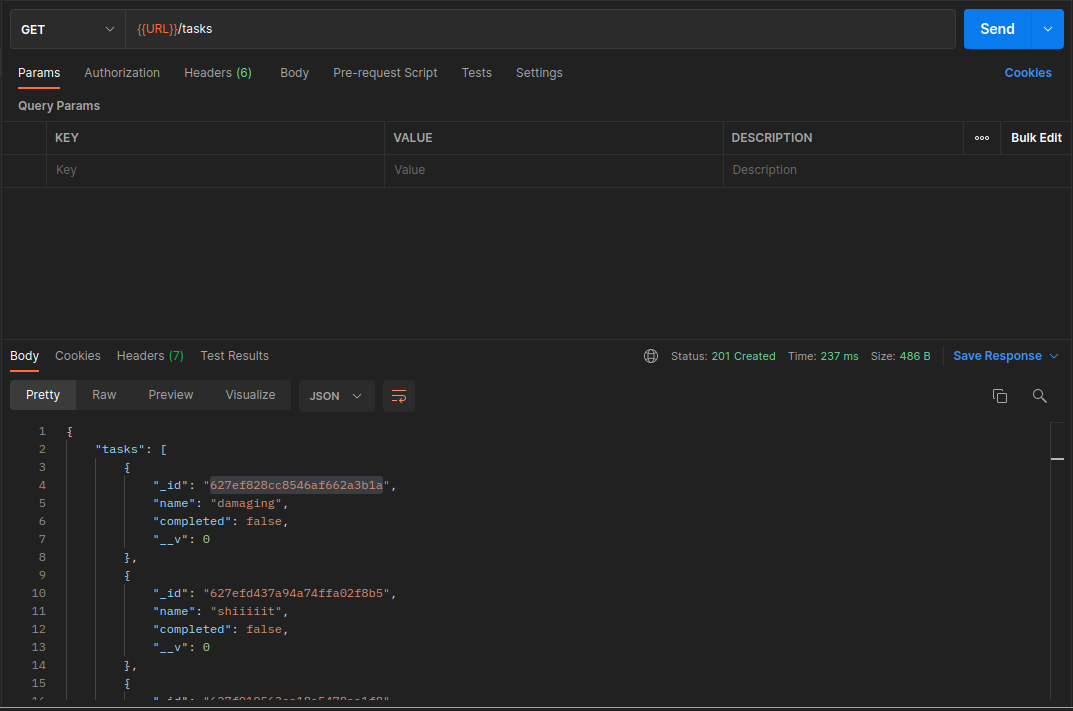 GET {{URL}}/tasks Send
Params Authorization Headers (6) Body Pre-request Script Tests Settings Cookies
Query Params
KEY VALUE DESCRIPTION ooo Bulk Edit
Key Value Description
Body Cookies Headers (7) Test Results Status: 201 Created Time: 237 ms Size: 486 B Save Response
Pretty Raw Preview Visualize JSON
1 {
2 "tasks": [
3 {
4 "_id": "627ef828cc8546af662a3b1a",
5 "name": "damaging",
6 "completed": false,
7 "__v": 0
8 },
9 {
10 "_id": "627efd437a94a74ffa02f8b5",
11 "name": "shiiiiit",
12 "completed": false,
13 "__v": 0
14 },
15 {
16 "_id":